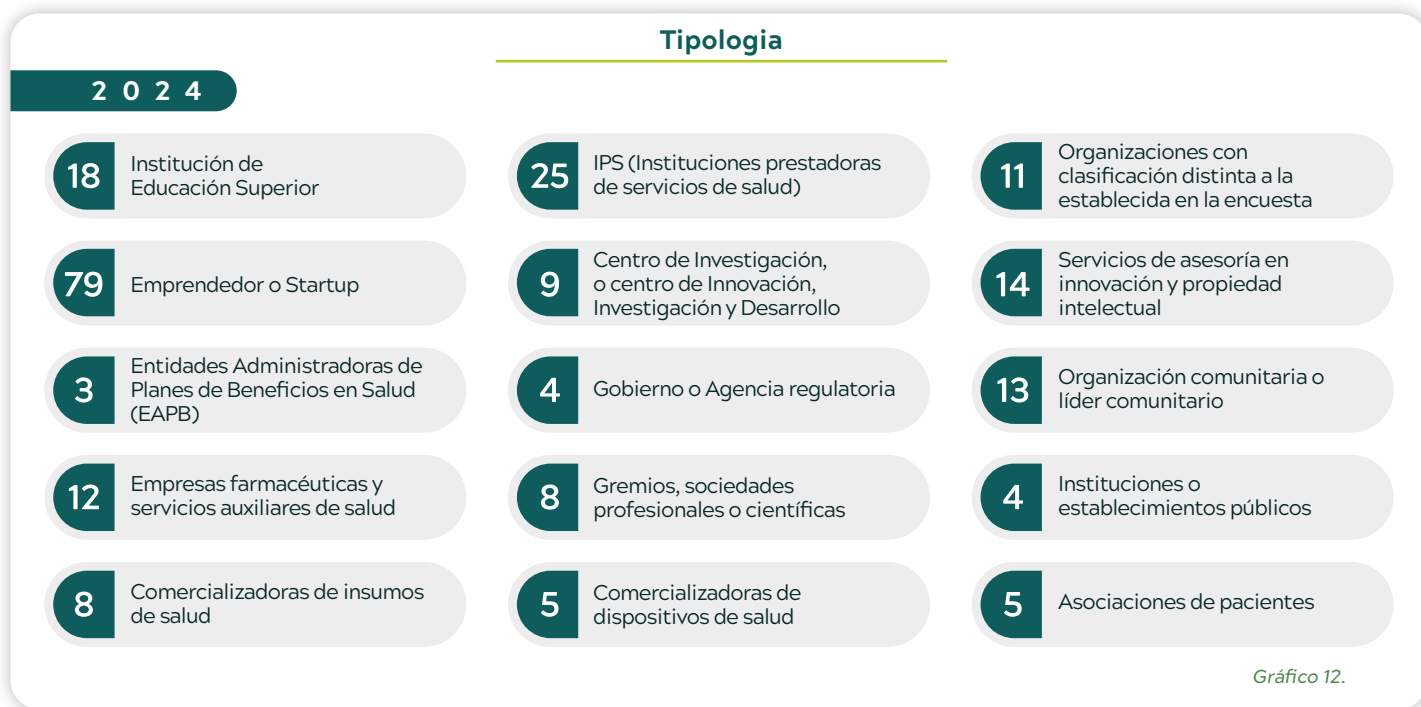 Tipologia
2 0 2 4
18
Institución de
Educación Superior
25
IPS (Instituciones prestadoras
de servicios de salud)
11
Organizaciones con
clasificación distinta a la
establecida en la encuesta
79
Emprendedor o Startup
9
Centro de Investigación,
o centro de Innovación,
Investigación y Desarrollo
14
Servicios de asesoría en
innovación y propiedad
intelectual
3
Entidades Administradoras de
Planes de Beneficios en Salud
(EAPB)
4
Gobierno o Agencia regulatoria
13
Organización comunitaria o
líder comunitario
12
Empresas farmacéuticas y
servicios auxiliares de salud
8
Gremios, sociedades
profesionales o científicas
4
Instituciones o
establecimientos públicos
8
Comercializadoras de insumos
de salud
5
Comercializadoras de
dispositivos de salud
5
Asociaciones de pacientes
Gráfico 12.